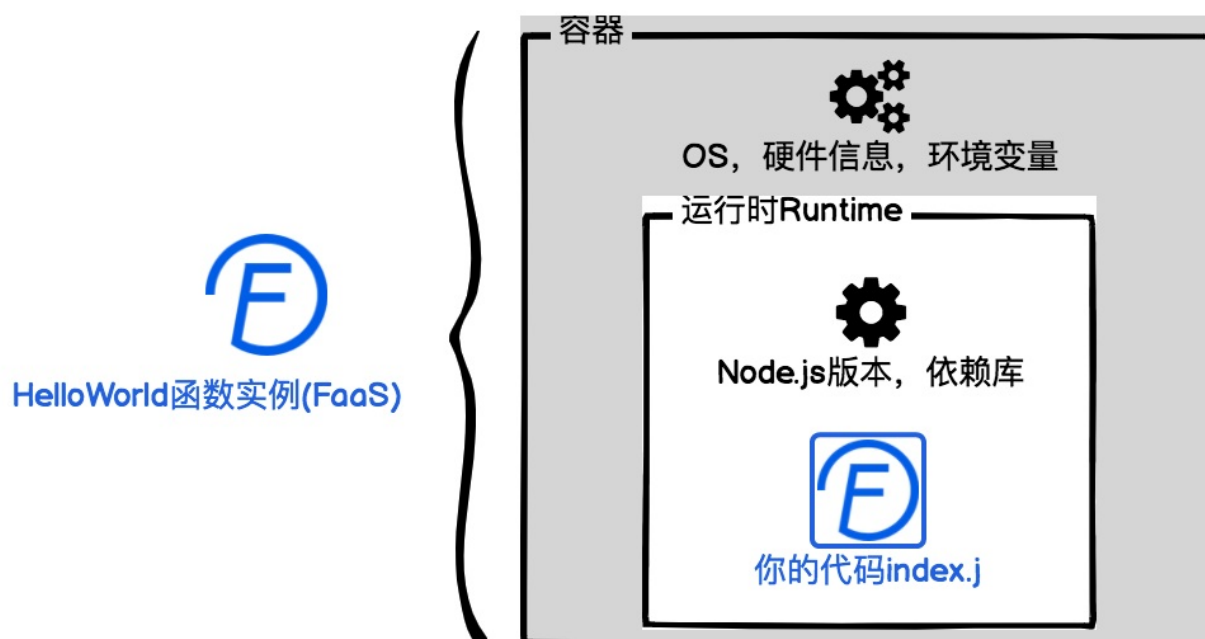 容器
OS，硬件信息，环境变量
运行时Runtime
Node.js版本，依赖库
HelloWorld函数实例(FaaS)
你的代码index.j